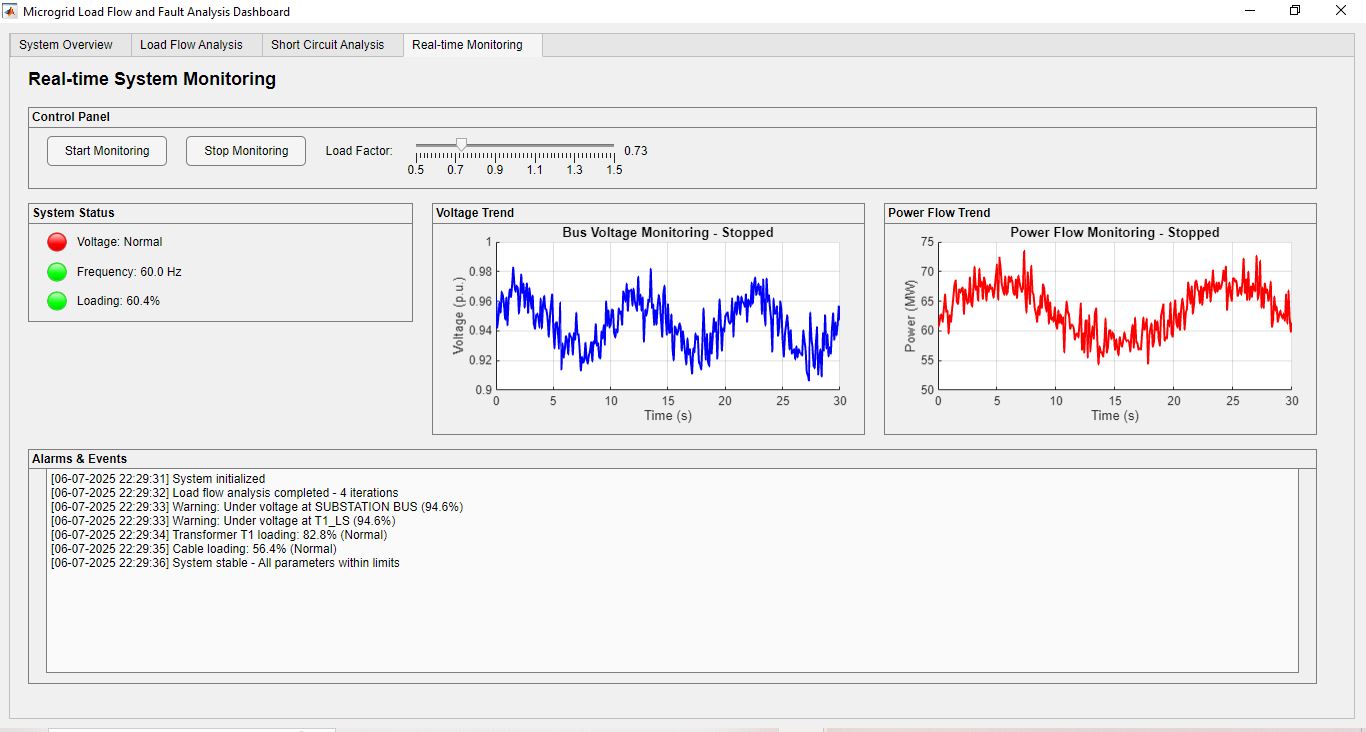 Microgrid Load Flow and Fault Analysis Dashboard
System Overview Load Flow Analysis Short Circuit Analysis Real-time Monitoring
Real-time System Monitoring
Control Panel
Start Monitoring Stop Monitoring Load Factor: 0.73
0.5 0.7 0.9 1.1 1.3 1.5
System Status
Voltage: Normal
Frequency: 60.0 Hz
Loading: 60.4%
Voltage Trend
Bus Voltage Monitoring - Stopped
Voltage (p.u.)
1
0.98
0.96
0.94
0.92
0.9
0 5 10 15 20 25 30
Time (s)
Power Flow Trend
Power Flow Monitoring - Stopped
Power (MW)
75
70
65
60
55
50
0 5 10 15 20 25 30
Time (s)
Alarms & Events
[06-07-2025 22:29:31] System initialized
[06-07-2025 22:29:32] Load flow analysis completed - 4 iterations
[06-07-2025 22:29:33] Warning: Under voltage at SUBSTATION BUS (94.6%)
[06-07-2025 22:29:33] Warning: Under voltage at T1_LS (94.6%)
[06-07-2025 22:29:34] Transformer T1 loading: 82.8% (Normal)
[06-07-2025 22:29:35] Cable loading: 56.4% (Normal)
[06-07-2025 22:29:36] System stable - All parameters within limits